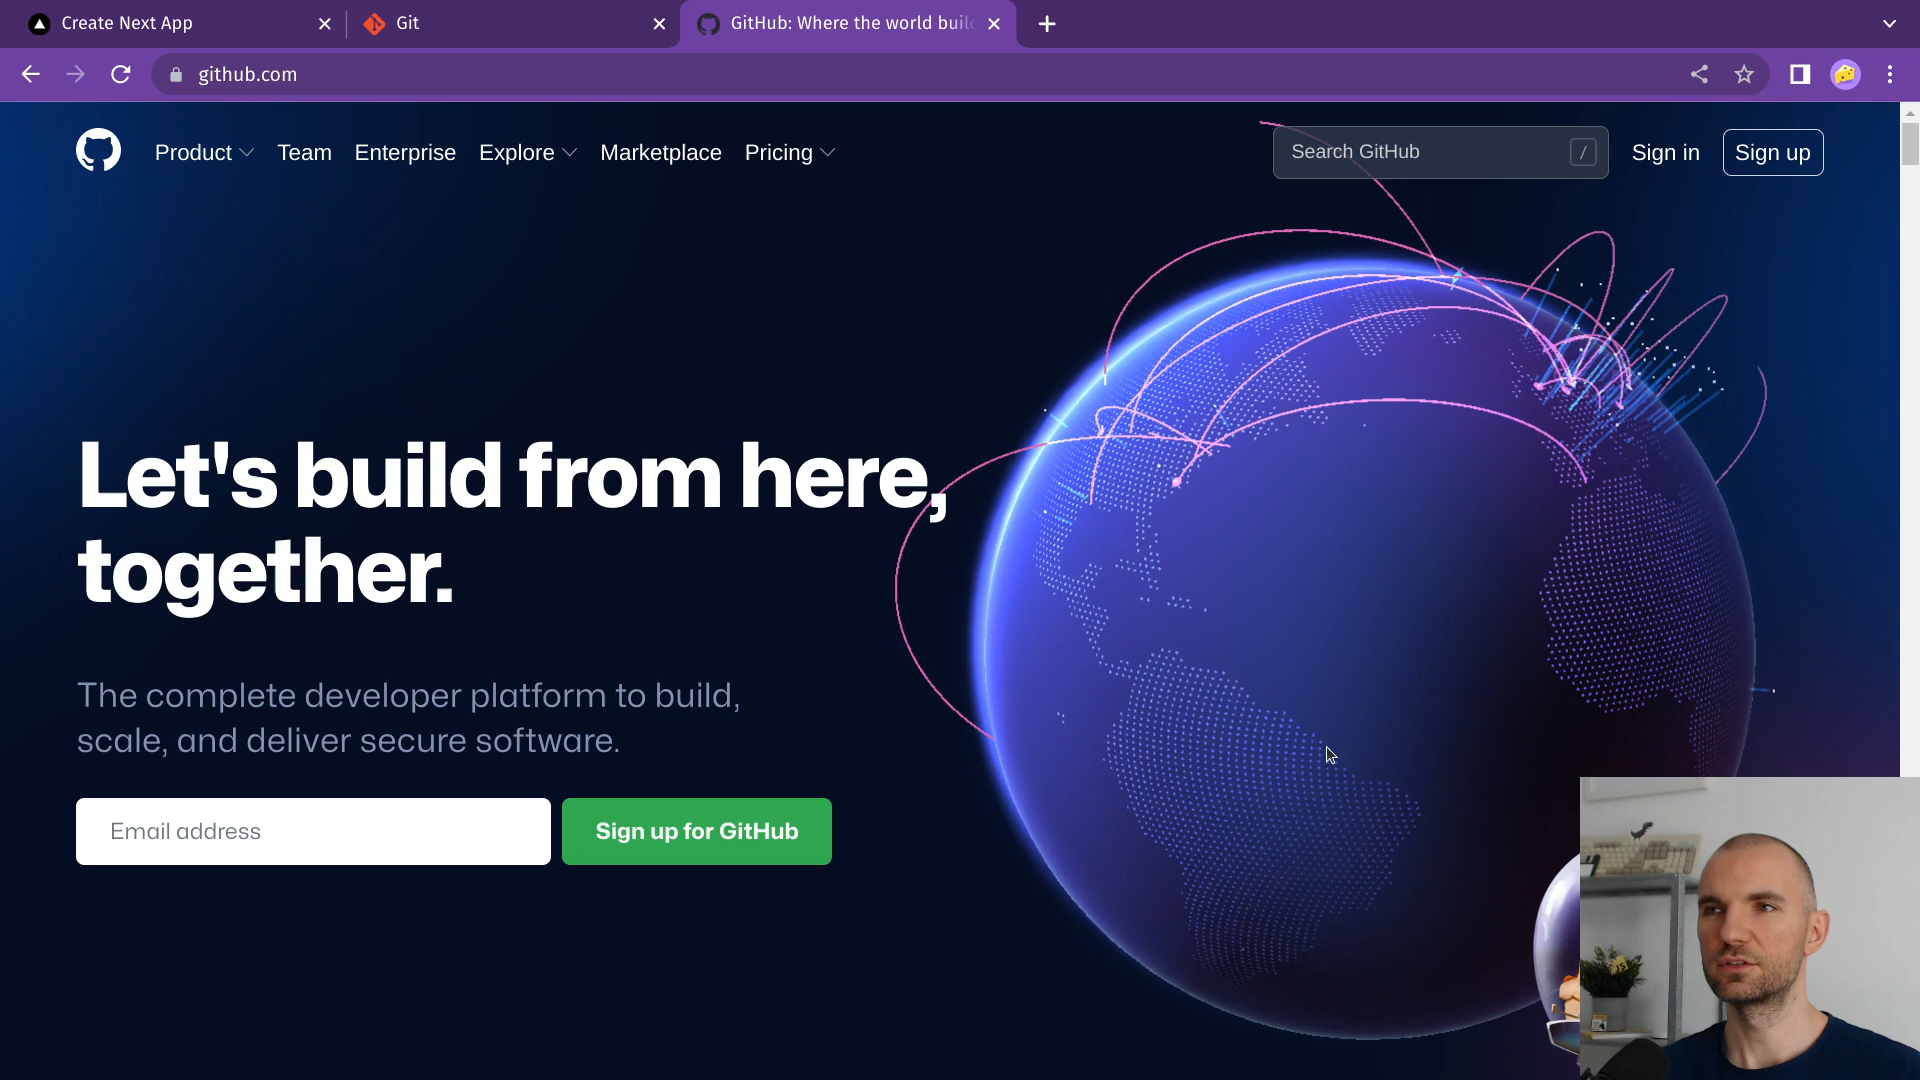 Create Next App
Git
GitHub: Where the world buil
github.com
Product
Team
Enterprise
Explore
Marketplace
Pricing
Search GitHub
/
Sign in
Sign up
Let's build from here,
together.
The complete developer platform to build,
scale, and deliver secure software.
Email address
Sign up for GitHub